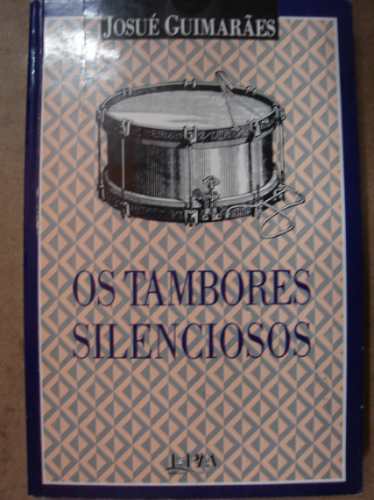 JOSUÉ GUIMARÃES
OS TAMBORES
SILENCIOSOS
L&PM